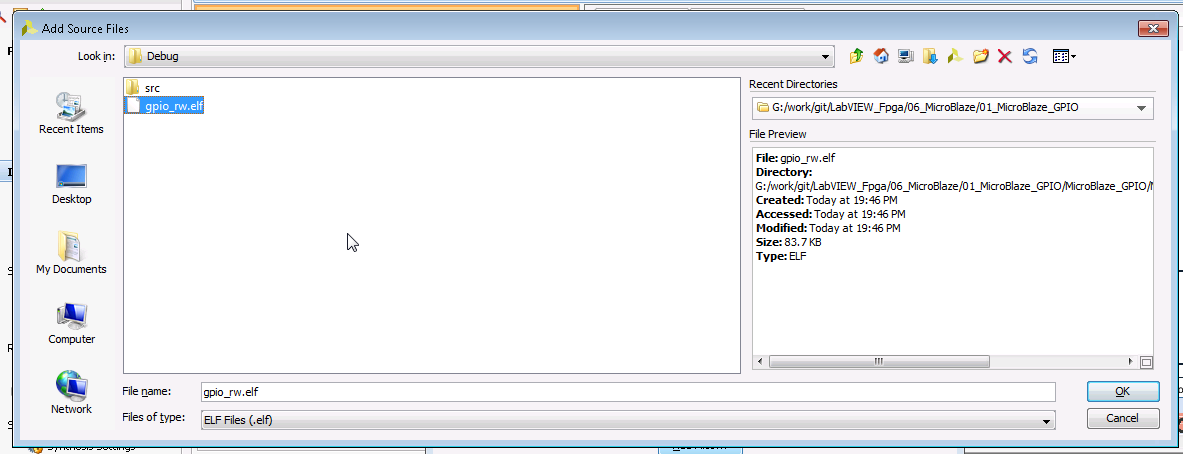 Add Source Files
Look in:
Debug
src
gpio_rw.elf
Recent Items
Desktop
My Documents
Computer
Network
Recent Directories
G:/work/git/LabVIEW_Fpga/06_MicroBlaze/01_MicroBlaze_GPIO
File Preview
File: gpio_rw.elf
Directory:
G:/work/git/LabVIEW_Fpga/06_MicroBlaze/01_MicroBlaze_GPIO/MicroBlaze_GPIO/
Created: Today at 19:46 PM
Accessed: Today at 19:46 PM
Modified: Today at 19:46 PM
Size: 83.7 KB
Type: ELF
File name:
gpio_rw.elf
OK
Files of type:
ELF Files (.elf)
Cancel